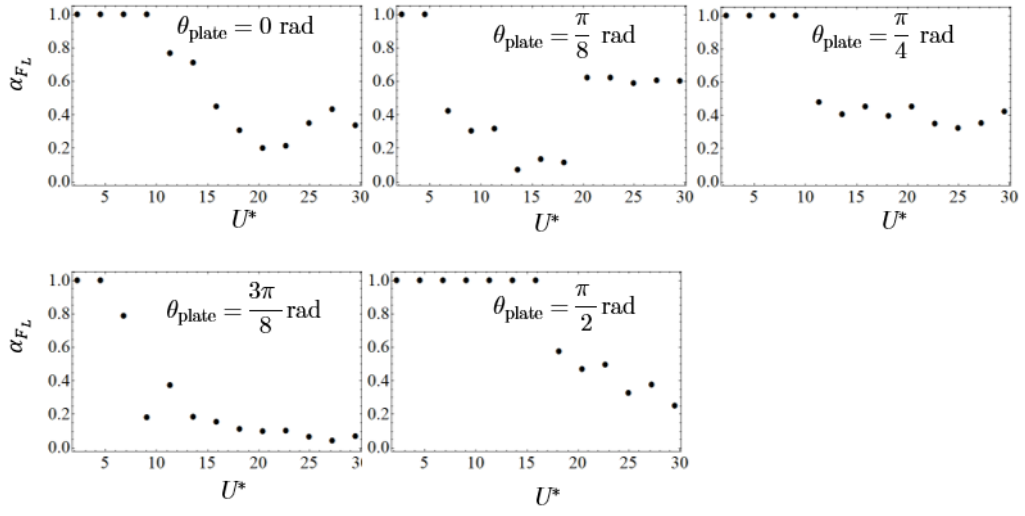 θ_plate = 0 rad
α_{F_L}
1.0
0.8
0.6
0.4
0.2
0.0
5 10 15 20 25 30
U*
θ_plate = π/8 rad
1.0
0.8
0.6
0.4
0.2
0.0
5 10 15 20 25 30
U*
θ_plate = π/4 rad
1.0
0.8
0.6
0.4
0.2
0.0
5 10 15 20 25 30
U*
θ_plate = 3π/8 rad
α_{F_L}
1.0
0.8
0.6
0.4
0.2
0.0
5 10 15 20 25 30
U*
θ_plate = π/2 rad
1.0
0.8
0.6
0.4
0.2
0.0
5 10 15 20 25 30
U*